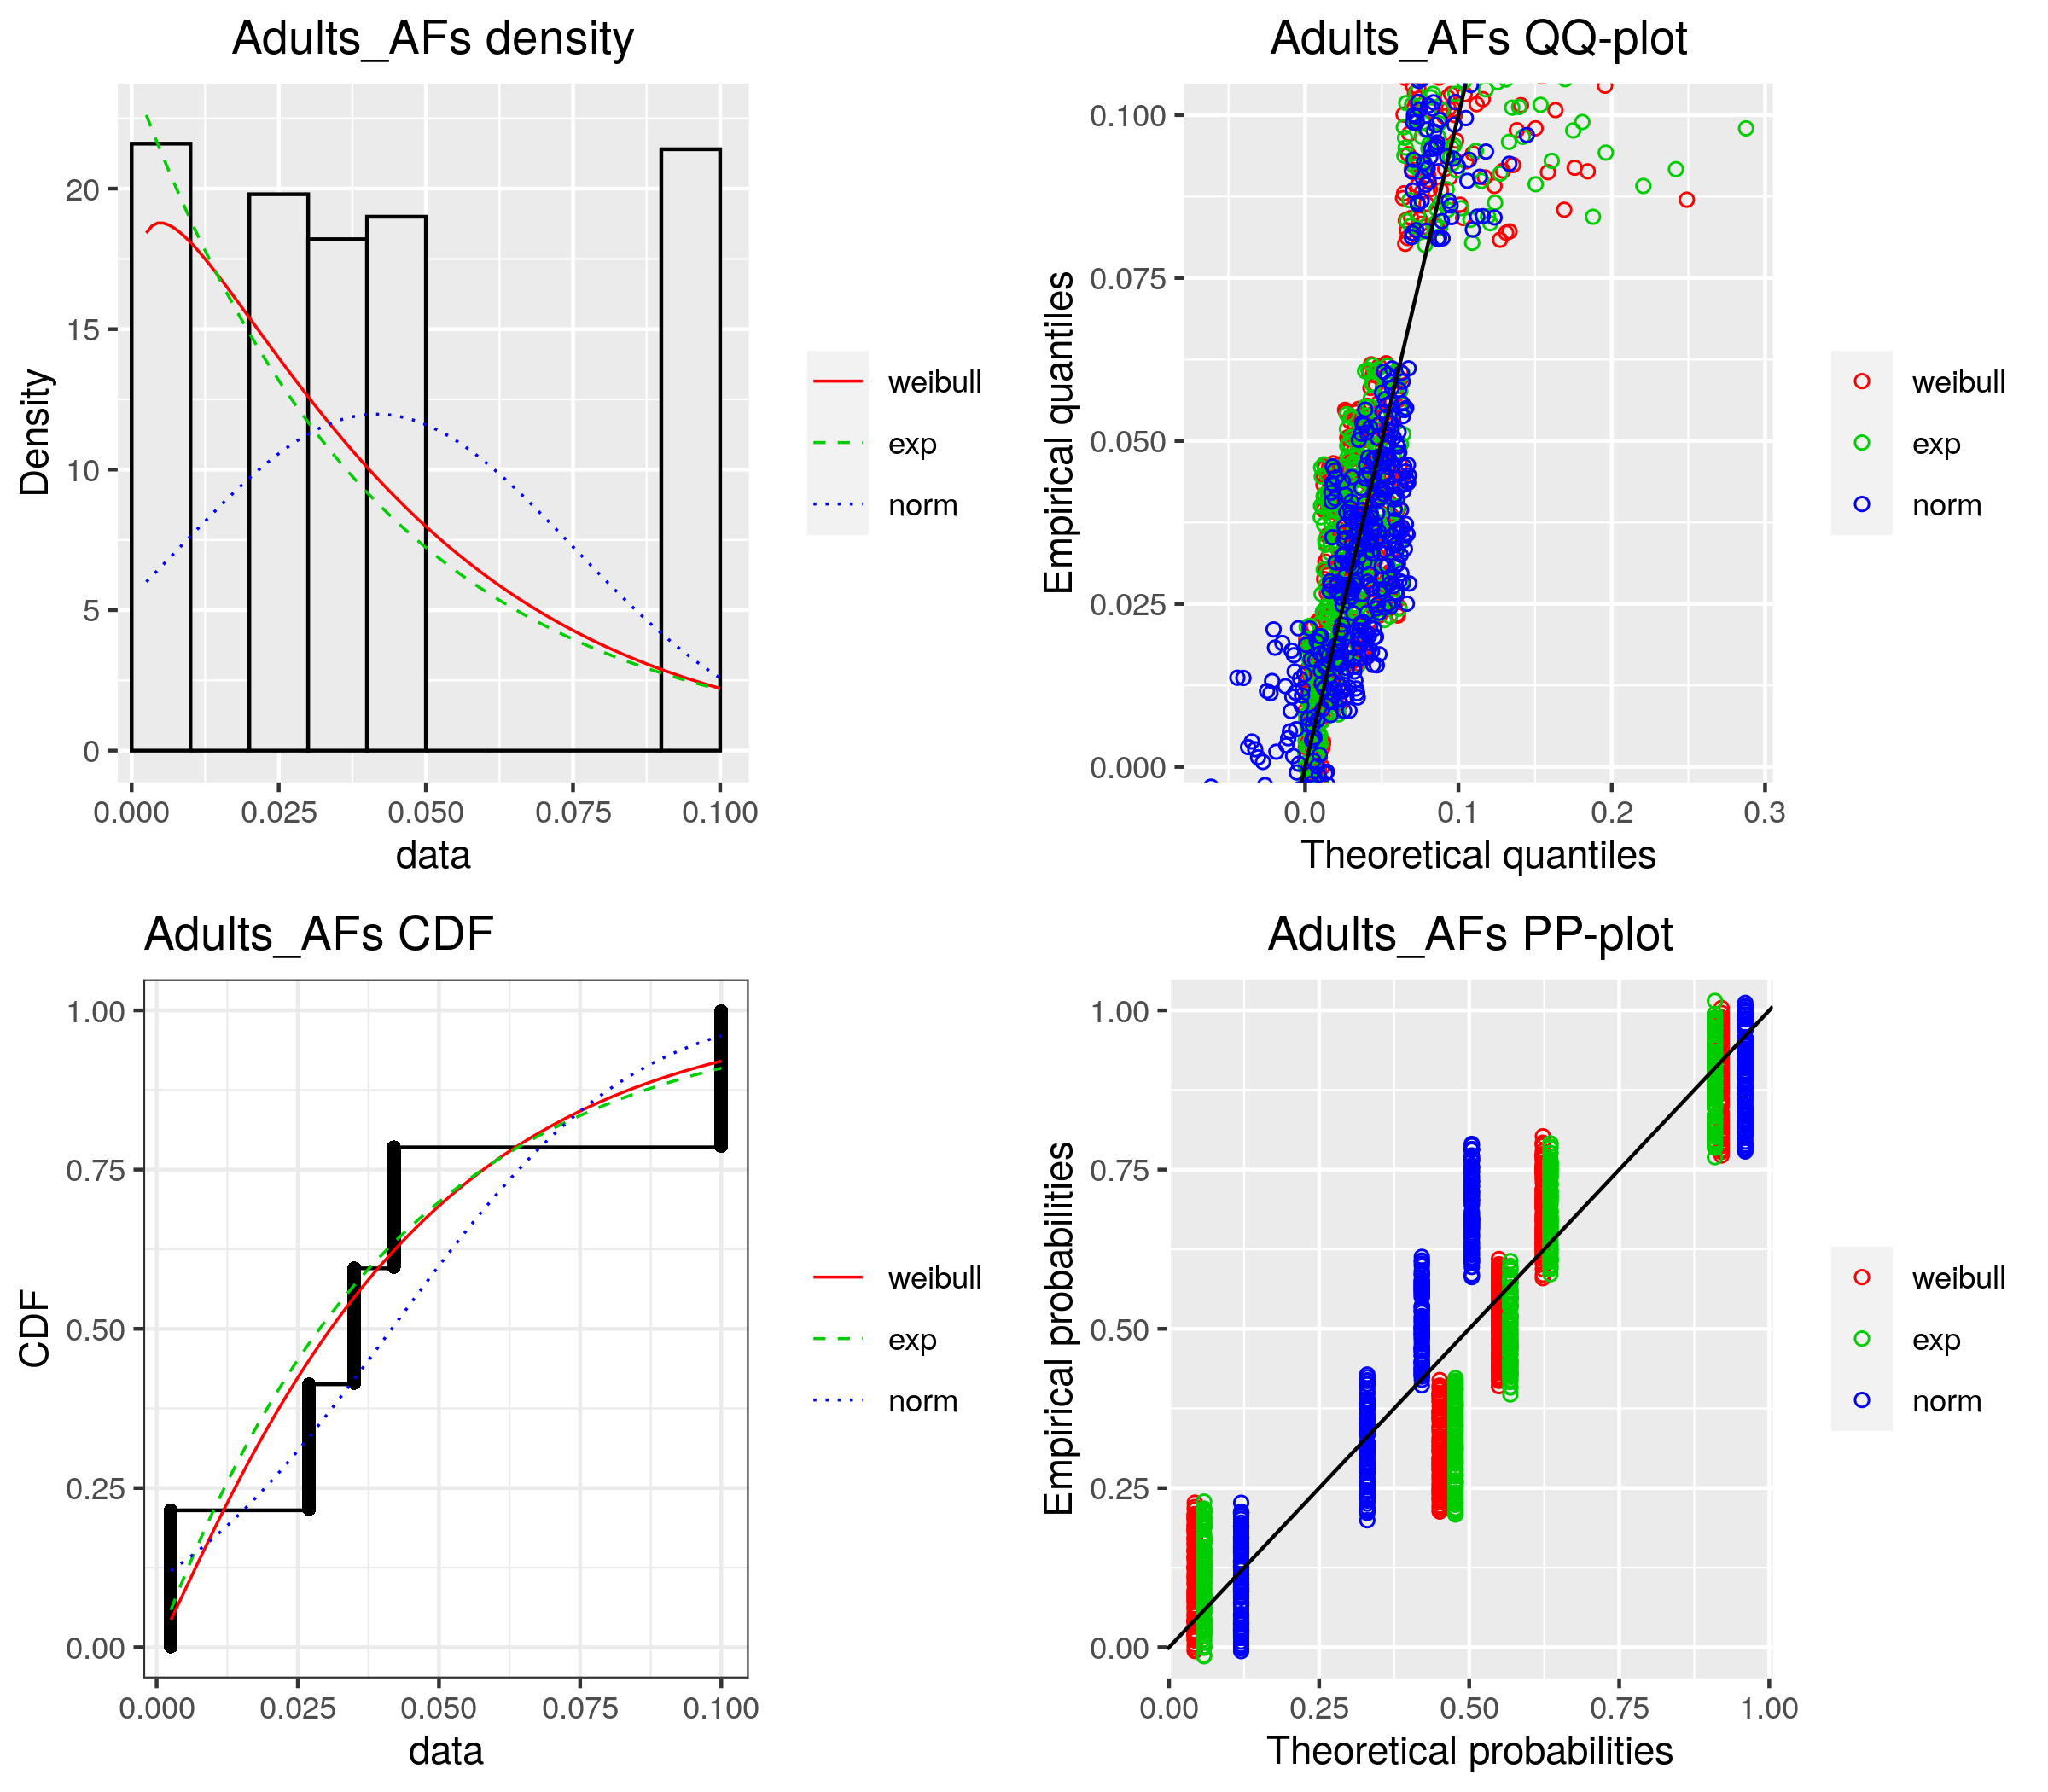 Adults_AFs density
Density
20
15
10
5
0
0.000 0.025 0.050 0.075 0.100
data
weibull
exp
norm
Adults_AFs QQ-plot
Empirical quantiles
0.100
0.075
0.050
0.025
0.000
0.0 0.1 0.2 0.3
Theoretical quantiles
weibull
exp
norm
Adults_AFs CDF
CDF
1.00
0.75
0.50
0.25
0.00
0.000 0.025 0.050 0.075 0.100
data
weibull
exp
norm
Adults_AFs PP-plot
Empirical probabilities
1.00
0.75
0.50
0.25
0.00
0.00 0.25 0.50 0.75 1.00
Theoretical probabilities
weibull
exp
norm